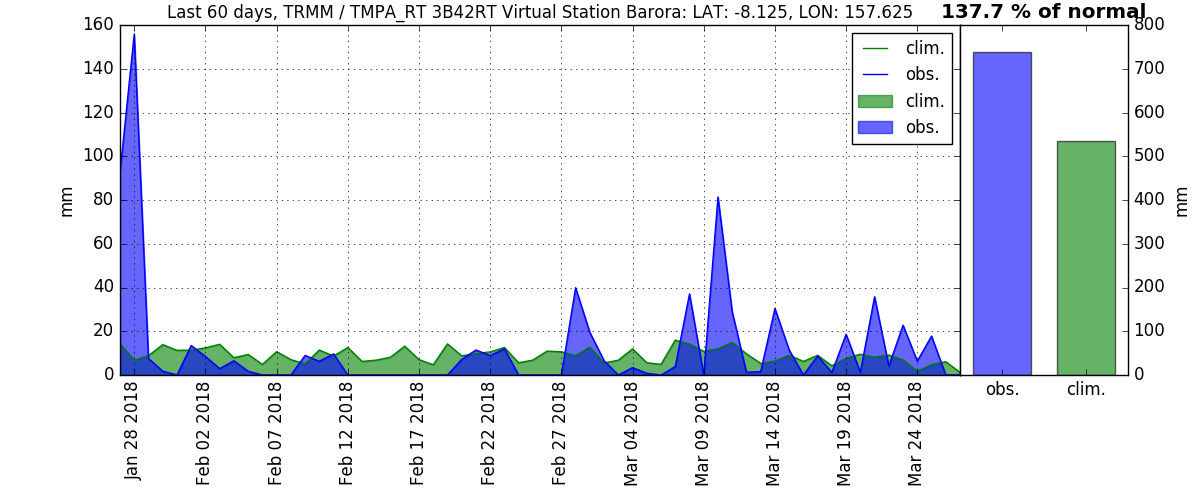 Last 60 days, TRMM / TMPA_RT 3B42RT Virtual Station Barora: LAT: -8.125, LON: 157.625
137.7 % of normal
mm
160
140
120
100
80
60
40
20
0
clim.
obs.
clim.
obs.
Jan 28 2018
Feb 02 2018
Feb 07 2018
Feb 12 2018
Feb 17 2018
Feb 22 2018
Feb 27 2018
Mar 04 2018
Mar 09 2018
Mar 14 2018
Mar 19 2018
Mar 24 2018
800
700
600
500
400
300
200
100
0
mm
obs.
clim.